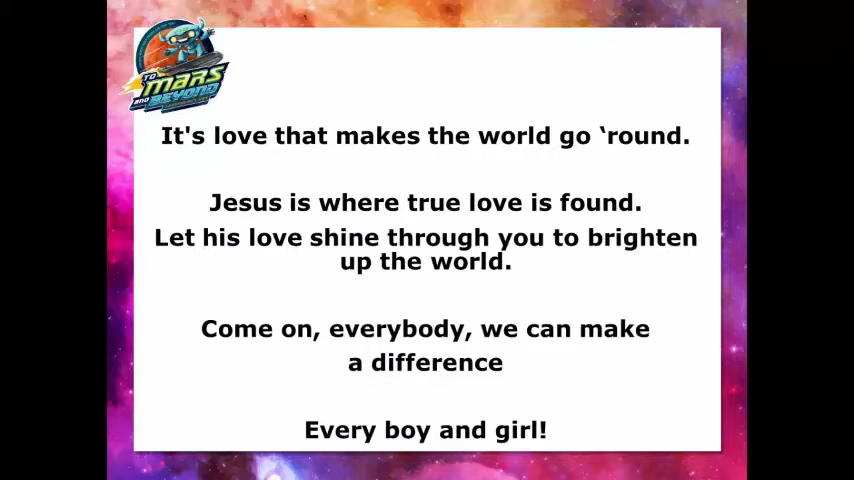 TO
MARS
AND
BEYOND
It's love that makes the world go ‘round.
Jesus is where true love is found.
Let his love shine through you to brighten
up the world.
Come on, everybody, we can make
a difference
Every boy and girl!